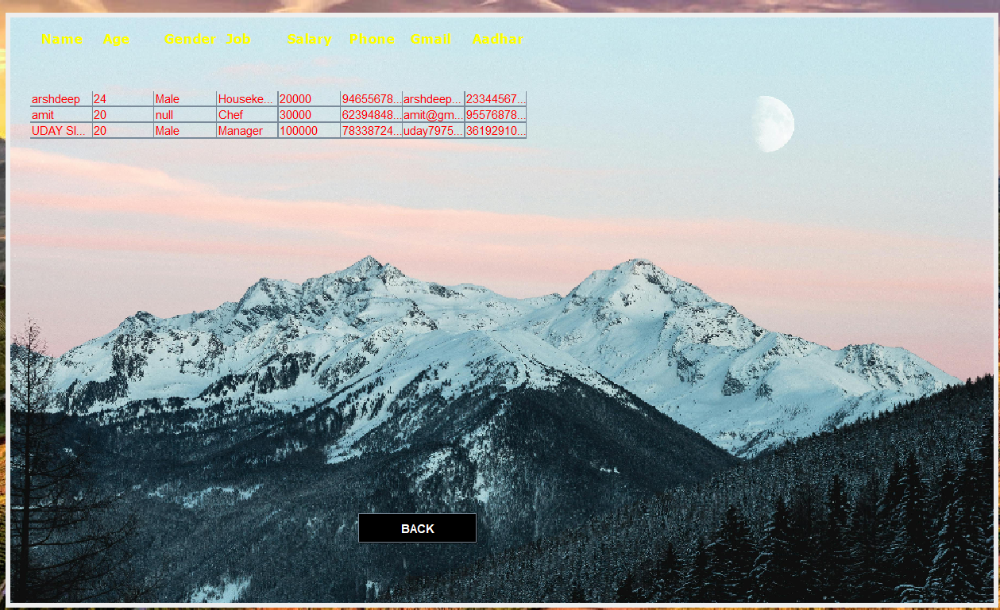 Name Age Gender Job Salary Phone Gmail Aadhar
arshdeep 24 Male Houseke... 20000 94655678... arshdeep... 23344567...
amit 20 null Chef 30000 62394848... amit@gm... 95576878...
UDAY SI... 20 Male Manager 100000 78338724... uday7975... 36192910...
BACK